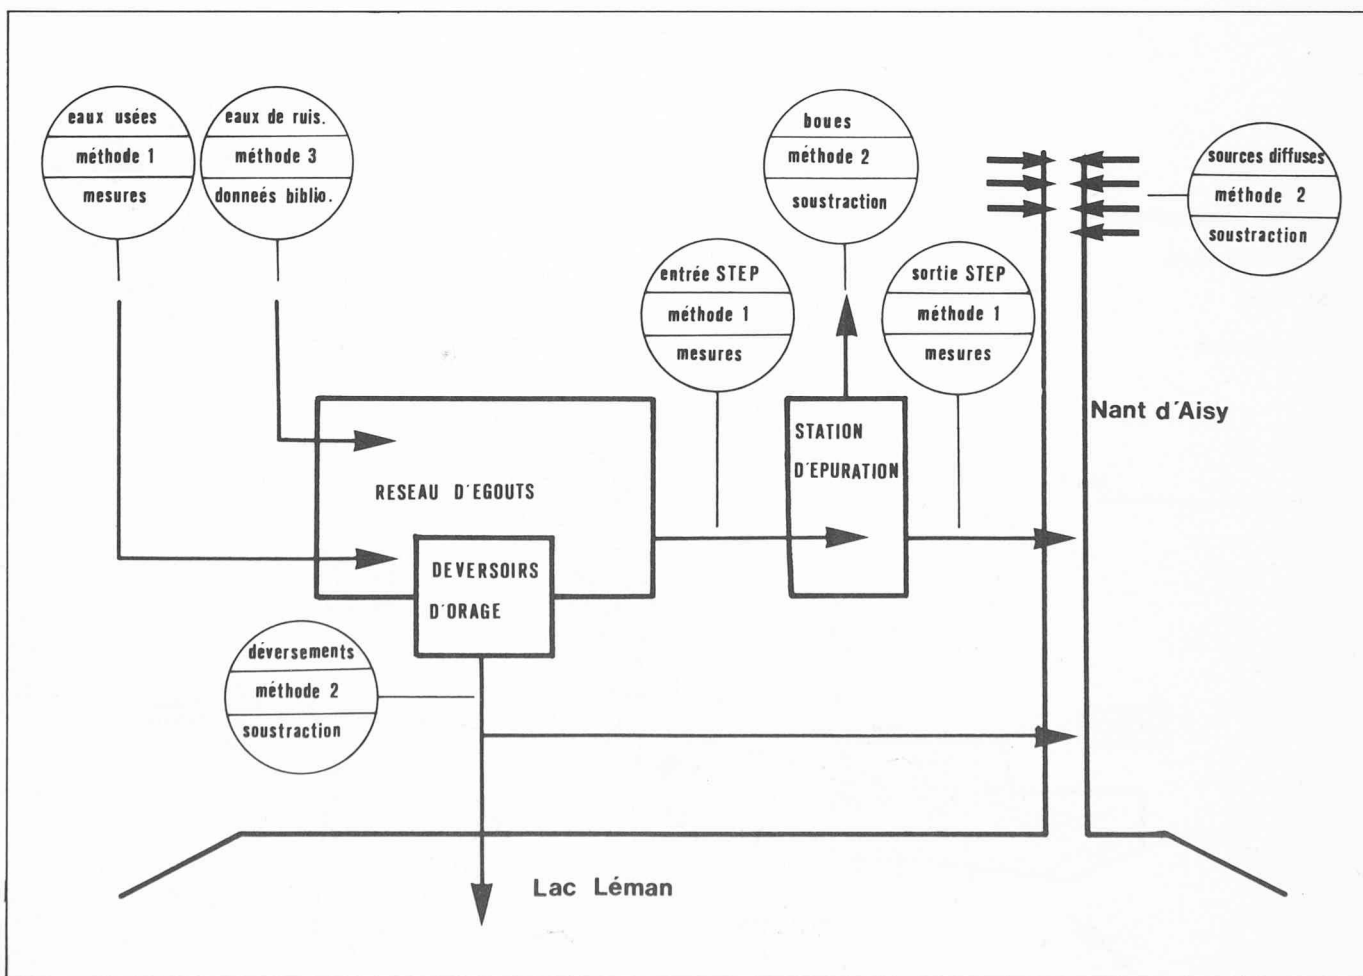 eaux usées
méthode 1
mesures
eaux de ruis.
méthode 3
donneés biblio.
boues
méthode 2
soustraction
sources diffuses
méthode 2
soustraction
entrée STEP
méthode 1
mesures
sortie STEP
méthode 1
mesures
Nant d'Aisy
STATION
D'EPURATION
RESEAU D'EGOUTS
DEVERSOIRS
D'ORAGE
déversements
méthode 2
soustraction
Lac Léman